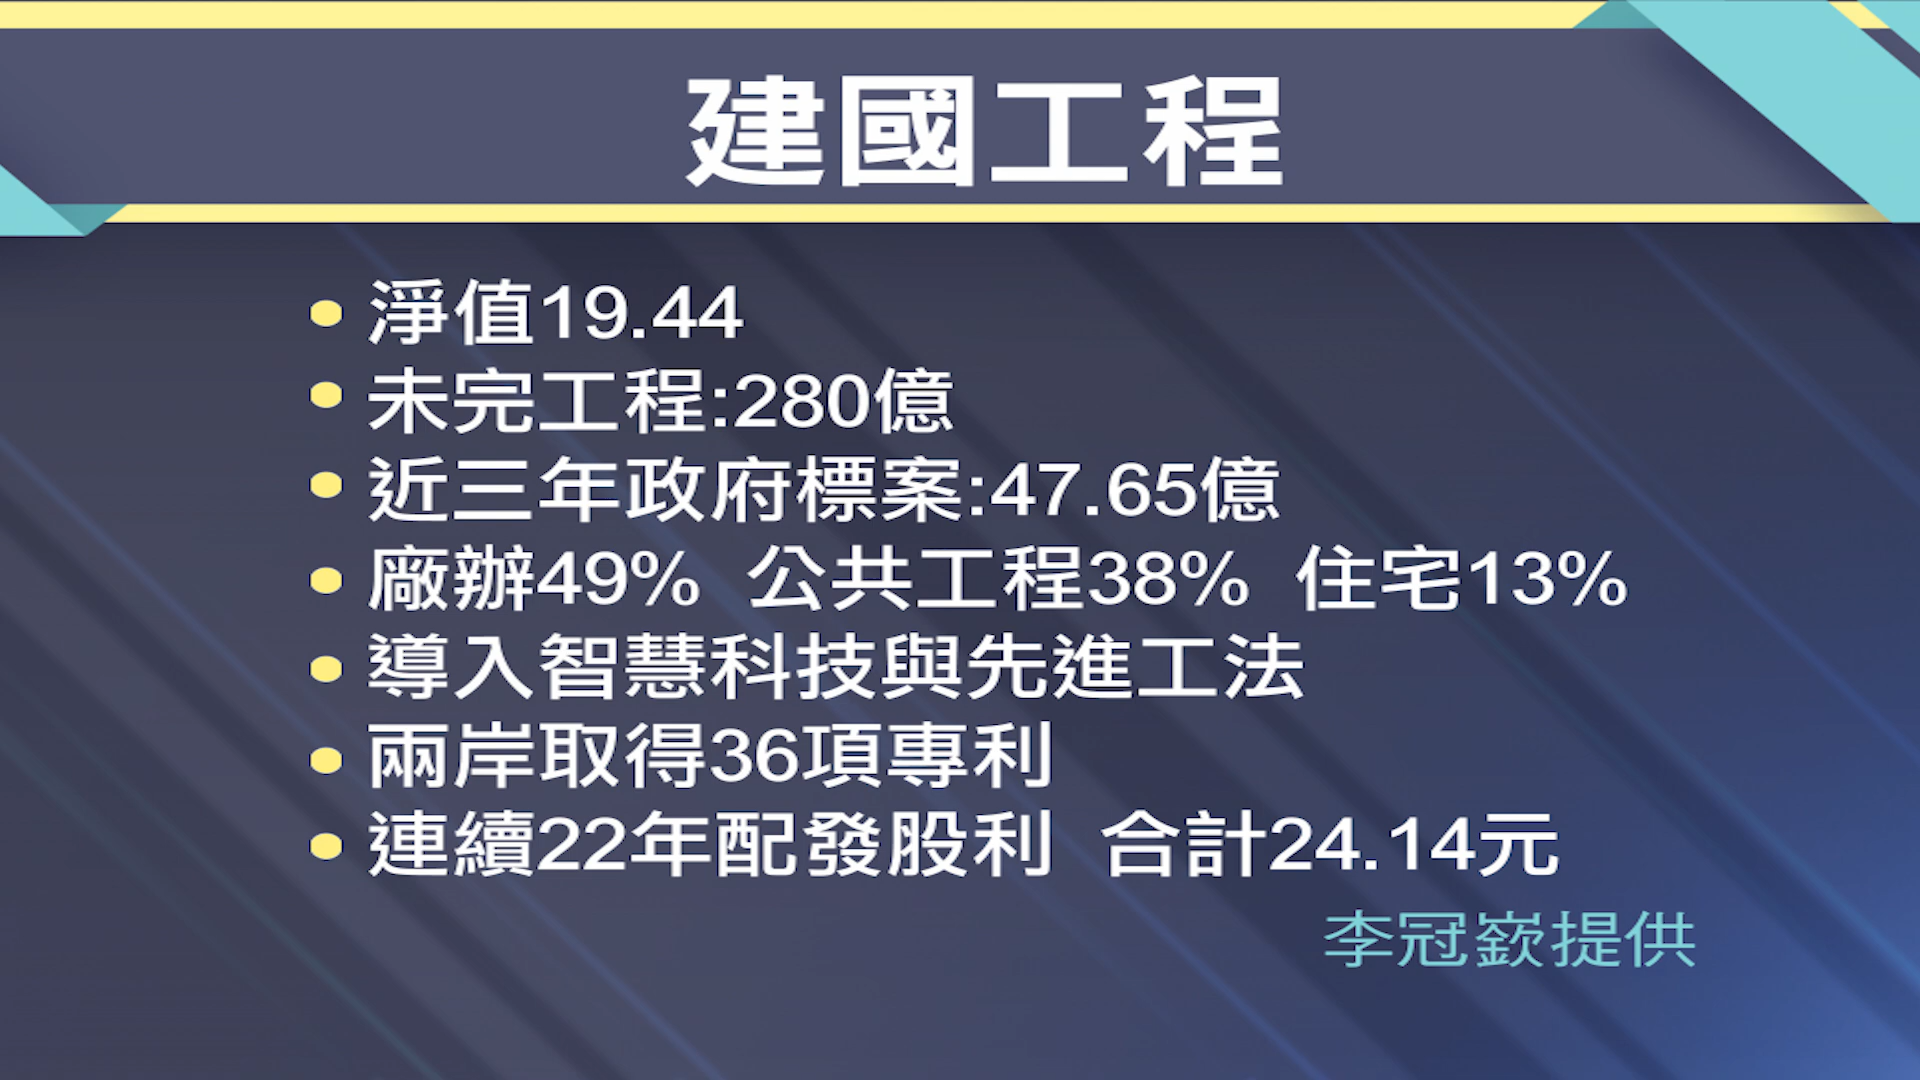 建國工程
淨值19.44
未完工程:280億
近三年政府標案:47.65億
廠辦49% 公共工程38% 住宅13%
導入智慧科技與先進工法
兩岸取得36項專利
連續22年配發股利 合計24.14元
李冠嶔提供